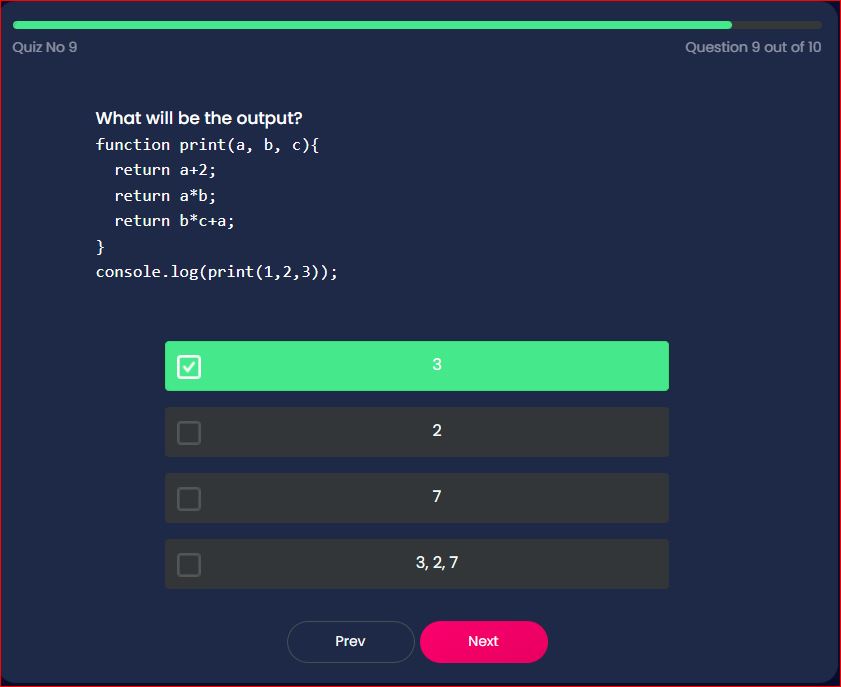 Quiz No 9
Question 9 out of 10
What will be the output?
function print(a, b, c){
  return a+2;
  return a*b;
  return b*c+a;
}
console.log(print(1,2,3));
3
2
7
3, 2, 7
Prev
Next